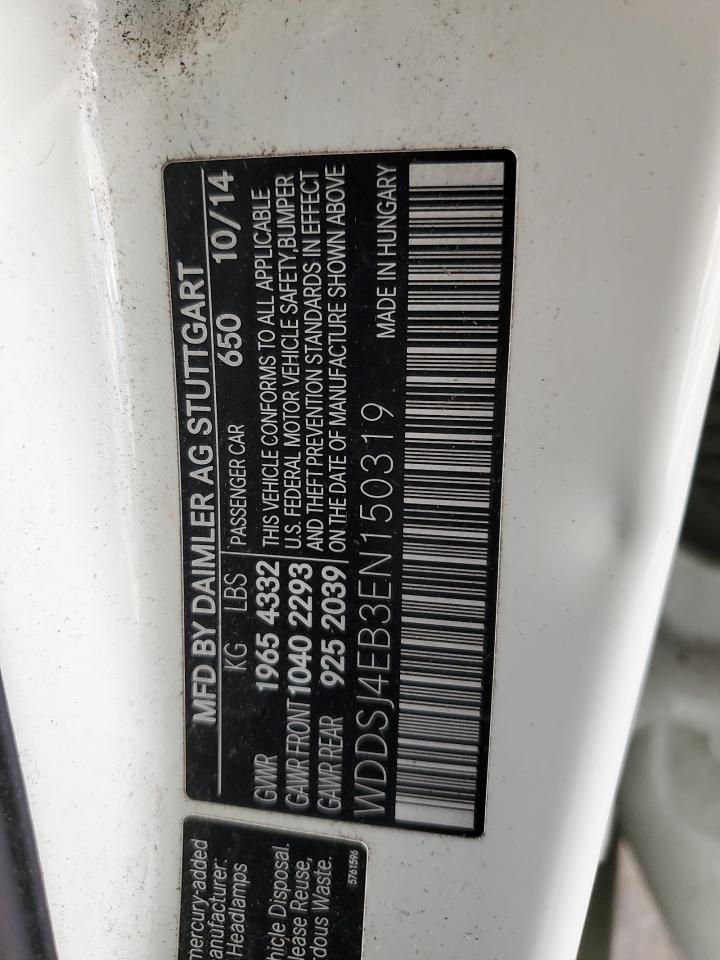 MFD BY DAIMLER AG STUTTGART
KG LBS PASSENGER CAR 650 10/14
GVWR 1965 4332 THIS VEHICLE CONFORMS TO ALL APPLICABLE
GAWR FRONT 1040 2293 U.S. FEDERAL MOTOR VEHICLE SAFETY,BUMPER
GAWR REAR 925 2039 AND THEFT PREVENTION STANDARDS IN EFFECT
ON THE DATE OF MANUFACTURE SHOWN ABOVE
WDDSJ4EB3EN150319 MADE IN HUNGARY
mercury-added
anufacturer:
Headlamps
hicle Disposal.
lease Reuse,
rdous Waste.
5761596